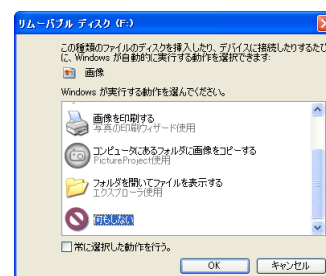 リムーバブル ディスク (F:)
この種類のファイルのディスクを挿入したり、デバイスに接続したりするたび
に、Windows が自動的に実行する動作を選択できます:
画像
Windows が実行する動作を選んでください。
画像を印刷する
写真の印刷ウィザード使用
コンピュータにあるフォルダに画像をコピーする
PictureProject使用
フォルダを開いてファイルを表示する
エクスプローラ使用
何もしない
常に選択した動作を行う。
OK
キャンセル